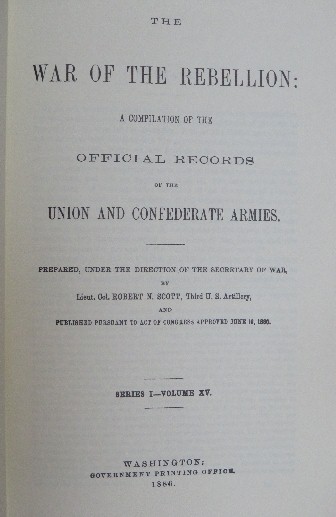 THE
WAR OF THE REBELLION:
A COMPILATION OF THE
OFFICIAL RECORDS
OF THE
UNION AND CONFEDERATE ARMIES.
PREPARED, UNDER THE DIRECTION OF THE SECRETARY OF WAR,
BY
Lieut. Col. ROBERT N. SCOTT, Third U. S. Artillery,
AND
PUBLISHED PURSUANT TO ACT OF CONGRESS APPROVED JUNE 16, 1880.
SERIES I—VOLUME XV.
WASHINGTON:
GOVERNMENT PRINTING OFFICE.
1886.